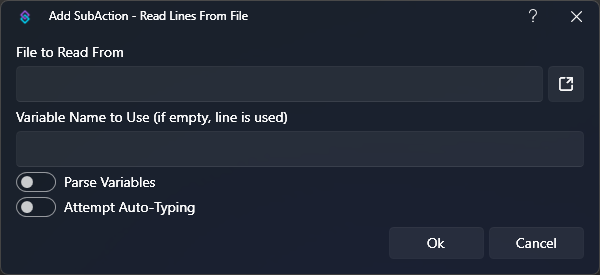 Add SubAction - Read Lines From File
?
File to Read From
Variable Name to Use (if empty, line is used)
Parse Variables
Attempt Auto-Typing
Ok
Cancel